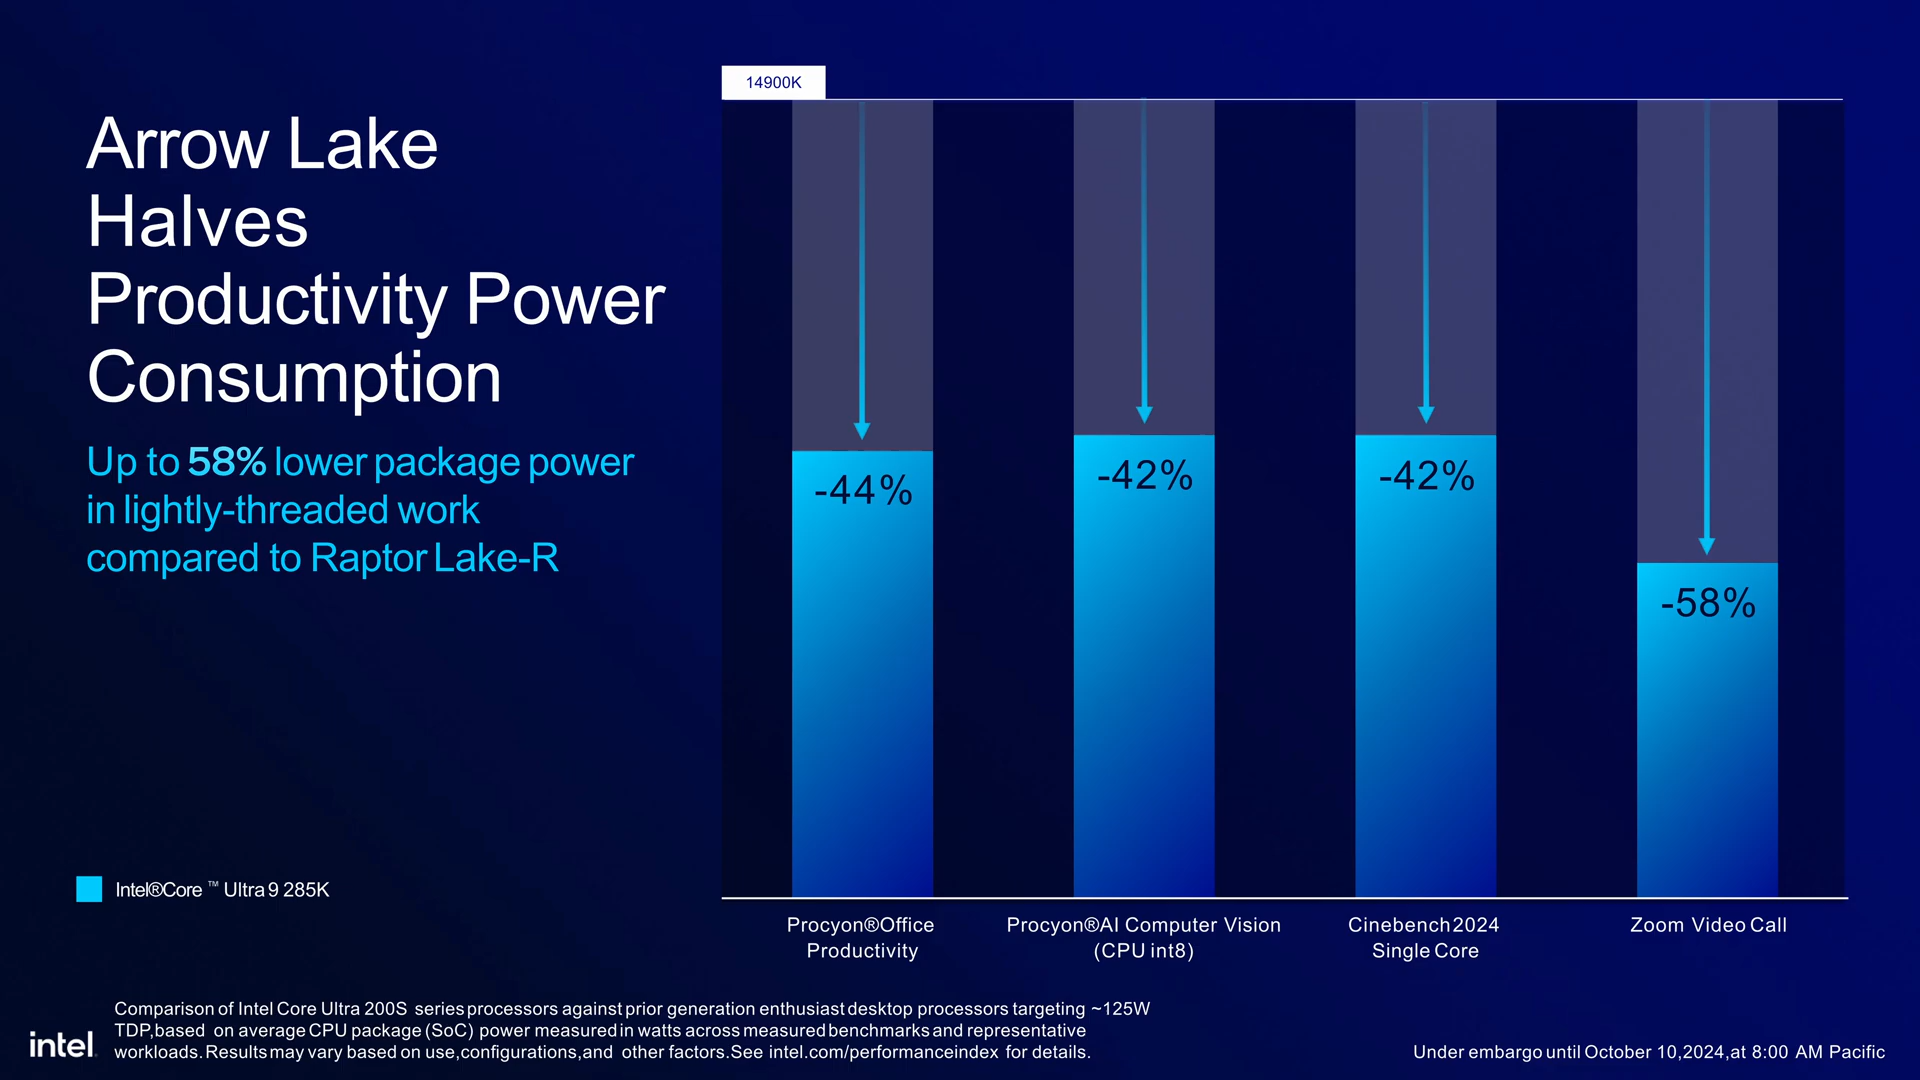 14900K
Arrow Lake
Halves
Productivity Power
Consumption
Up to 58% lower package power
in lightly-threaded work
compared to Raptor Lake-R
-44%
-42%
-42%
-58%
Intel®Core ™ Ultra 9 285K
Procyon®Office
Productivity
Procyon®AI Computer Vision
(CPU int8)
Cinebench 2024
Single Core
Zoom Video Call
Comparison of Intel Core Ultra 200S series processors against prior generation enthusiast desktop processors targeting ~125W
TDP,based on average CPU package (SoC) power measured in watts across measured benchmarks and representative
workloads. Results may vary based on use,configurations,and other factors. See intel.com/performanceindex for details.
intel.
Under embargo until October 10,2024,at 8:00 AM Pacific